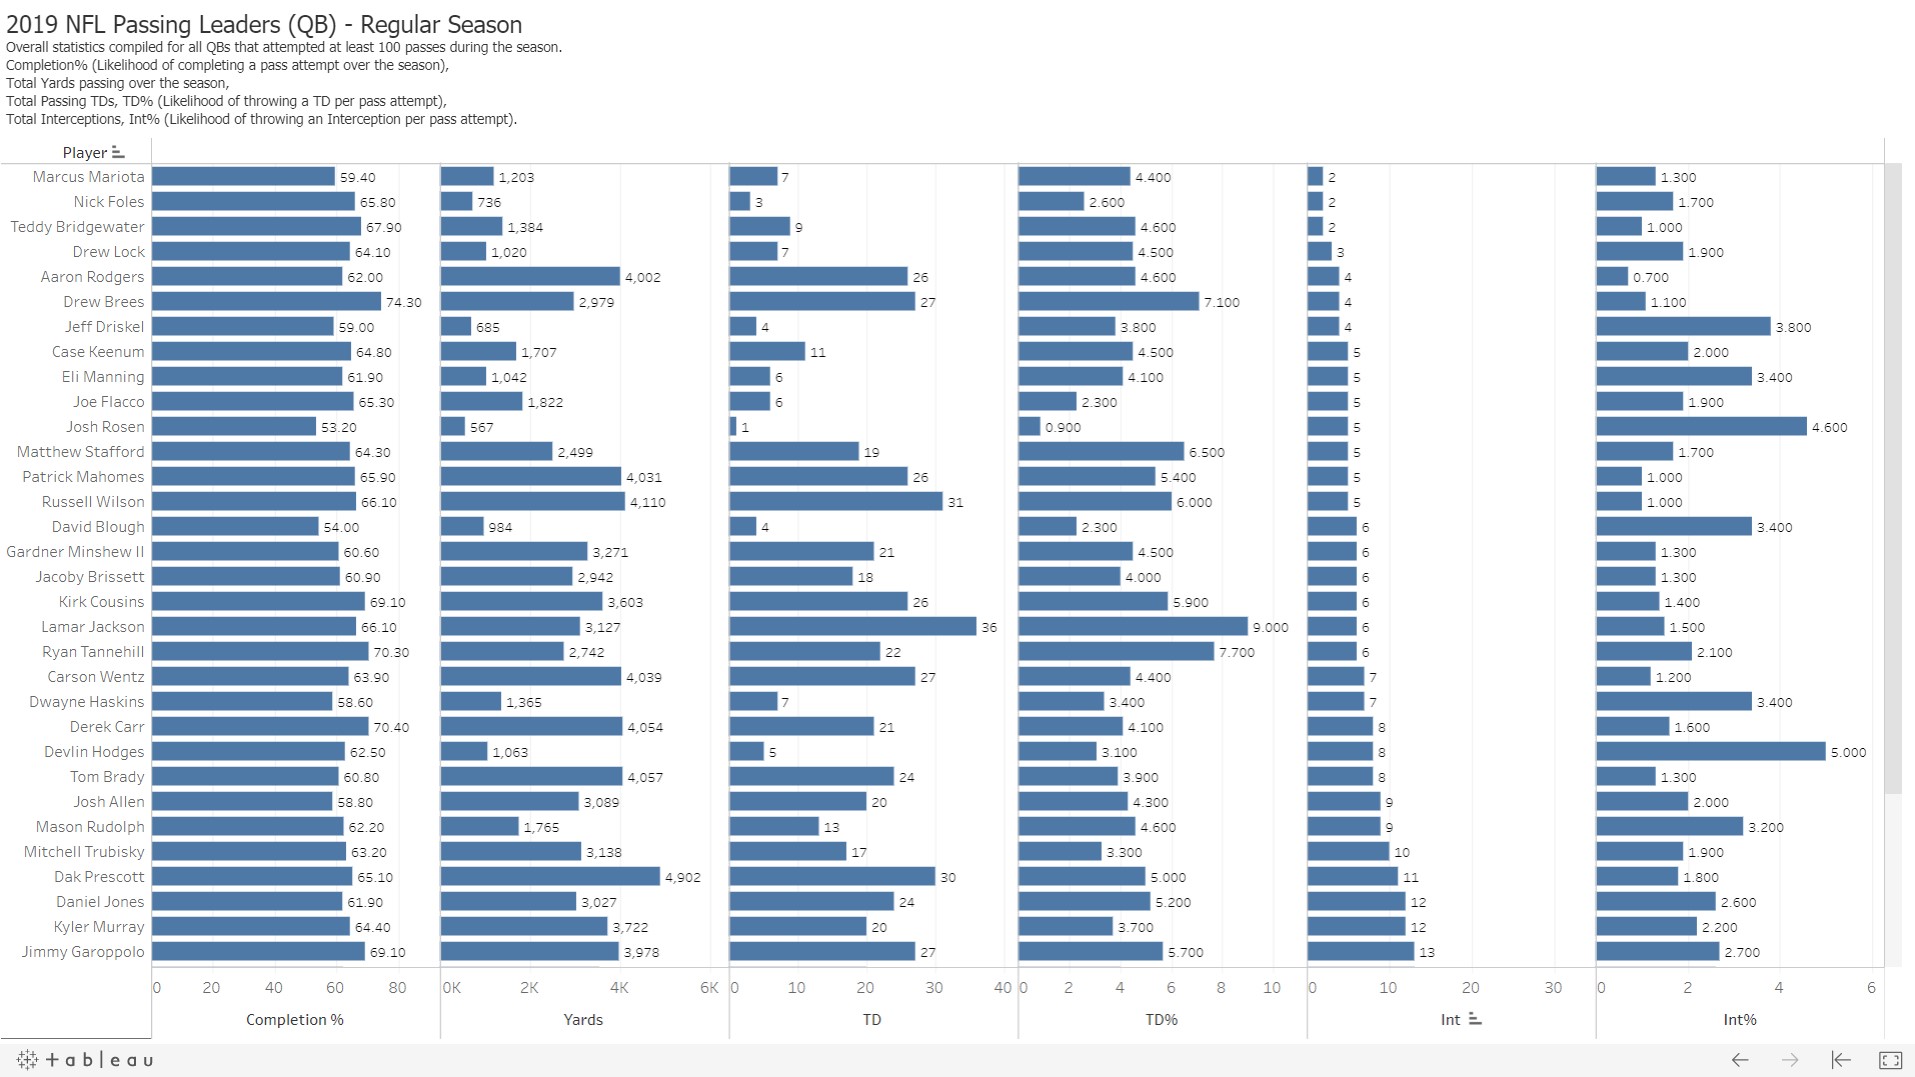 2019 NFL Passing Leaders (QB) - Regular Season
Overall statistics compiled for all QBs that attempted at least 100 passes during the season.
Completion% (Likelihood of completing a pass attempt over the season),
Total Yards passing over the season,
Total Passing TDs, TD% (Likelihood of throwing a TD per pass attempt),
Total Interceptions, Int% (Likelihood of throwing an Interception per pass attempt).
Player
Marcus Mariota 59.40 1,203 7 4.400 2 1.300
Nick Foles 65.80 736 3 2.600 2 1.700
Teddy Bridgewater 67.90 1,384 9 4.600 2 1.000
Drew Lock 64.10 1,020 7 4.500 3 1.900
Aaron Rodgers 62.00 4,002 26 4.600 4 0.700
Drew Brees 74.30 2,979 27 7.100 4 1.100
Jeff Driskel 59.00 685 4 3.800 4 3.800
Case Keenum 64.80 1,707 11 4.500 5 2.000
Eli Manning 61.90 1,042 6 4.100 5 3.400
Joe Flacco 65.30 1,822 6 2.300 5 1.900
Josh Rosen 53.20 567 1 0.900 5 4.600
Matthew Stafford 64.30 2,499 19 6.500 5 1.700
Patrick Mahomes 65.90 4,031 26 5.400 5 1.000
Russell Wilson 66.10 4,110 31 6.000 5 1.000
David Blough 54.00 984 4 2.300 6 3.400
Gardner Minshew II 60.60 3,271 21 4.500 6 1.300
Jacoby Brissett 60.90 2,942 18 4.000 6 1.300
Kirk Cousins 69.10 3,603 26 5.900 6 1.400
Lamar Jackson 66.10 3,127 36 9.000 6 1.500
Ryan Tannehill 70.30 2,742 22 7.700 6 2.100
Carson Wentz 63.90 4,039 27 4.400 7 1.200
Dwayne Haskins 58.60 1,365 7 3.400 7 3.400
Derek Carr 70.40 4,054 21 4.100 8 1.600
Devlin Hodges 62.50 1,063 5 3.100 8 5.000
Tom Brady 60.80 4,057 24 3.900 8 1.300
Josh Allen 58.80 3,089 20 4.300 9 2.000
Mason Rudolph 62.20 1,765 13 4.600 9 3.200
Mitchell Trubisky 63.20 3,138 17 3.300 10 1.900
Dak Prescott 65.10 4,902 30 5.000 11 1.800
Daniel Jones 61.90 3,027 24 5.200 12 2.600
Kyler Murray 64.40 3,722 20 3.700 12 2.200
Jimmy Garoppolo 69.10 3,978 27 5.700 13 2.700
0 20 40 60 80 0K 2K 4K 6K 0 10 20 30 40 0 2 4 6 8 10 0 10 20 30 0 2 4 6
Completion % Yards TD TD% Int Int%
+ableau